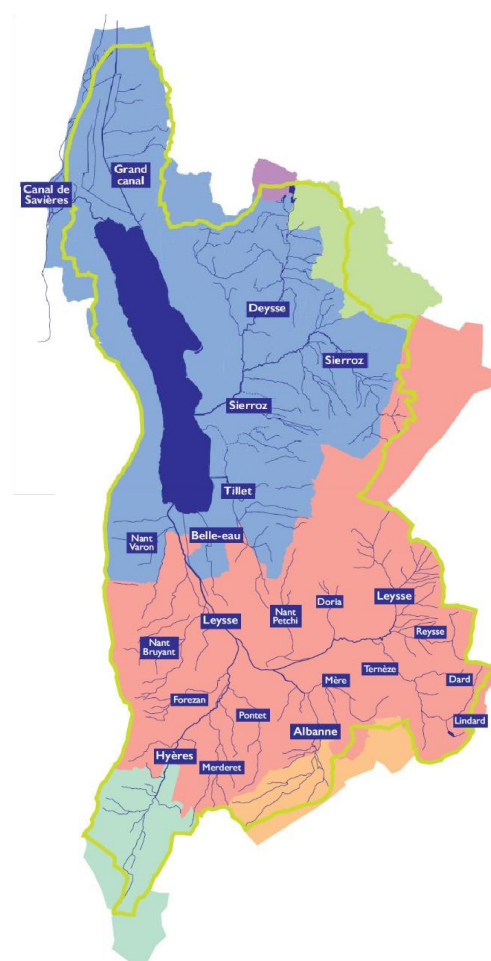 Grand
canal
Canal de
Savières
Deysse
Sierroz
Sierroz
Tillet
Belle-eau
Nant
Varon
Leysse
Doria
Leysse
Nant
Petchi
Reysse
Nant
Bruyant
Ternèze
Mère
Dard
Forezan
Pontet
Lindard
Albanne
Hyères
Merderet